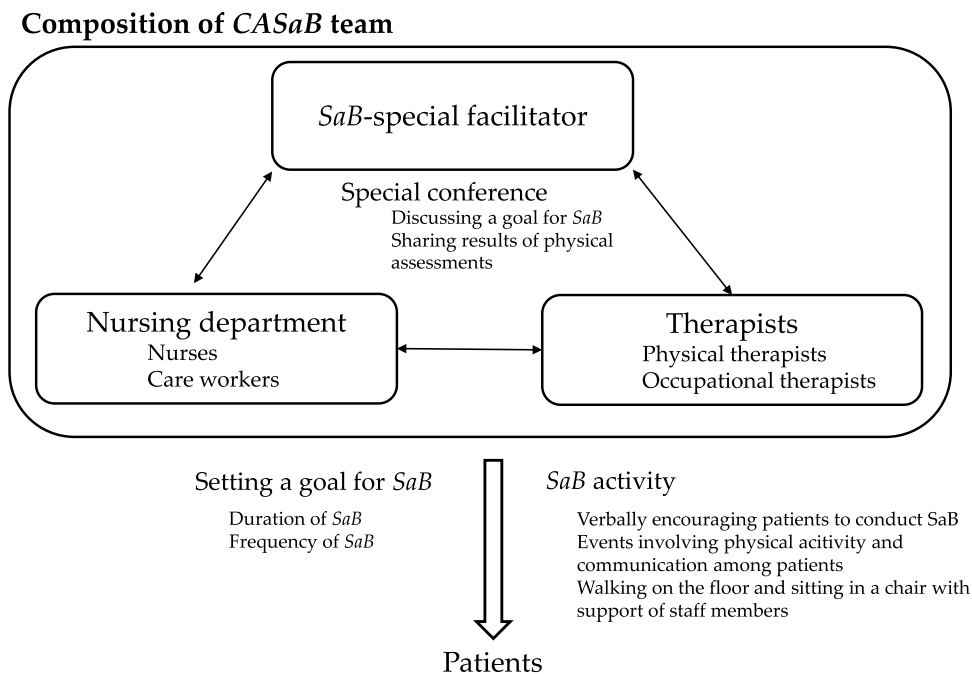 Composition of CASaB team
SaB-special facilitator
Special conference
Discussing a goal for SaB
Sharing results of physical
assessments
Nursing department
Nurses
Care workers
Therapists
Physical therapists
Occupational therapists
Setting a goal for SaB
Duration of SaB
Frequency of SaB
SaB activity
Verbally encouraging patients to conduct SaB
Events involving physical acitivity and
communication among patients
Walking on the floor and sitting in a chair with
support of staff members
Patients